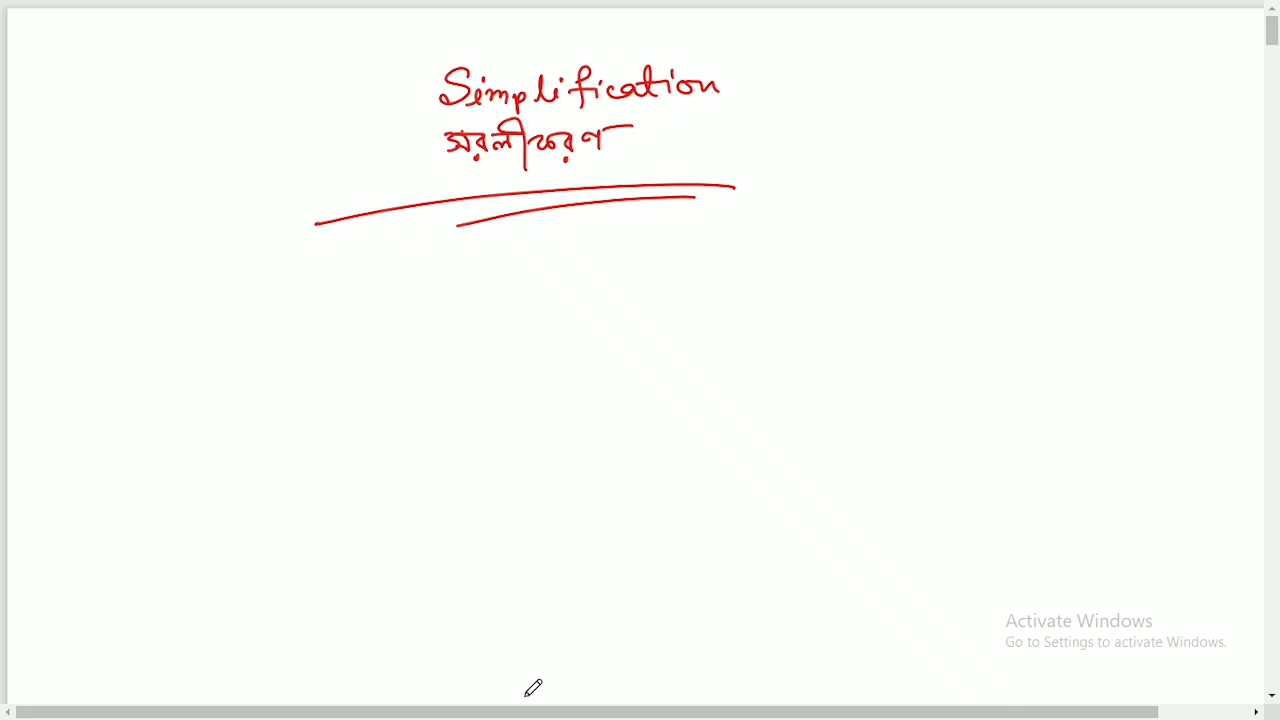 Simplification
সরলীকরণ
Activate Windows
Go to Settings to activate Windows.